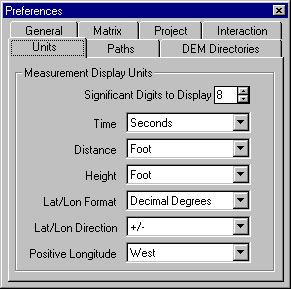 Preferences
General Matrix Project Interaction
Units Paths DEM Directories
Measurement Display Units
Significant Digits to Display 8
Time Seconds
Distance Foot
Height Foot
Lat/Lon Format Decimal Degrees
Lat/Lon Direction +/-
Positive Longitude West